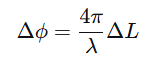 Δϕ = 4π/λ ΔL